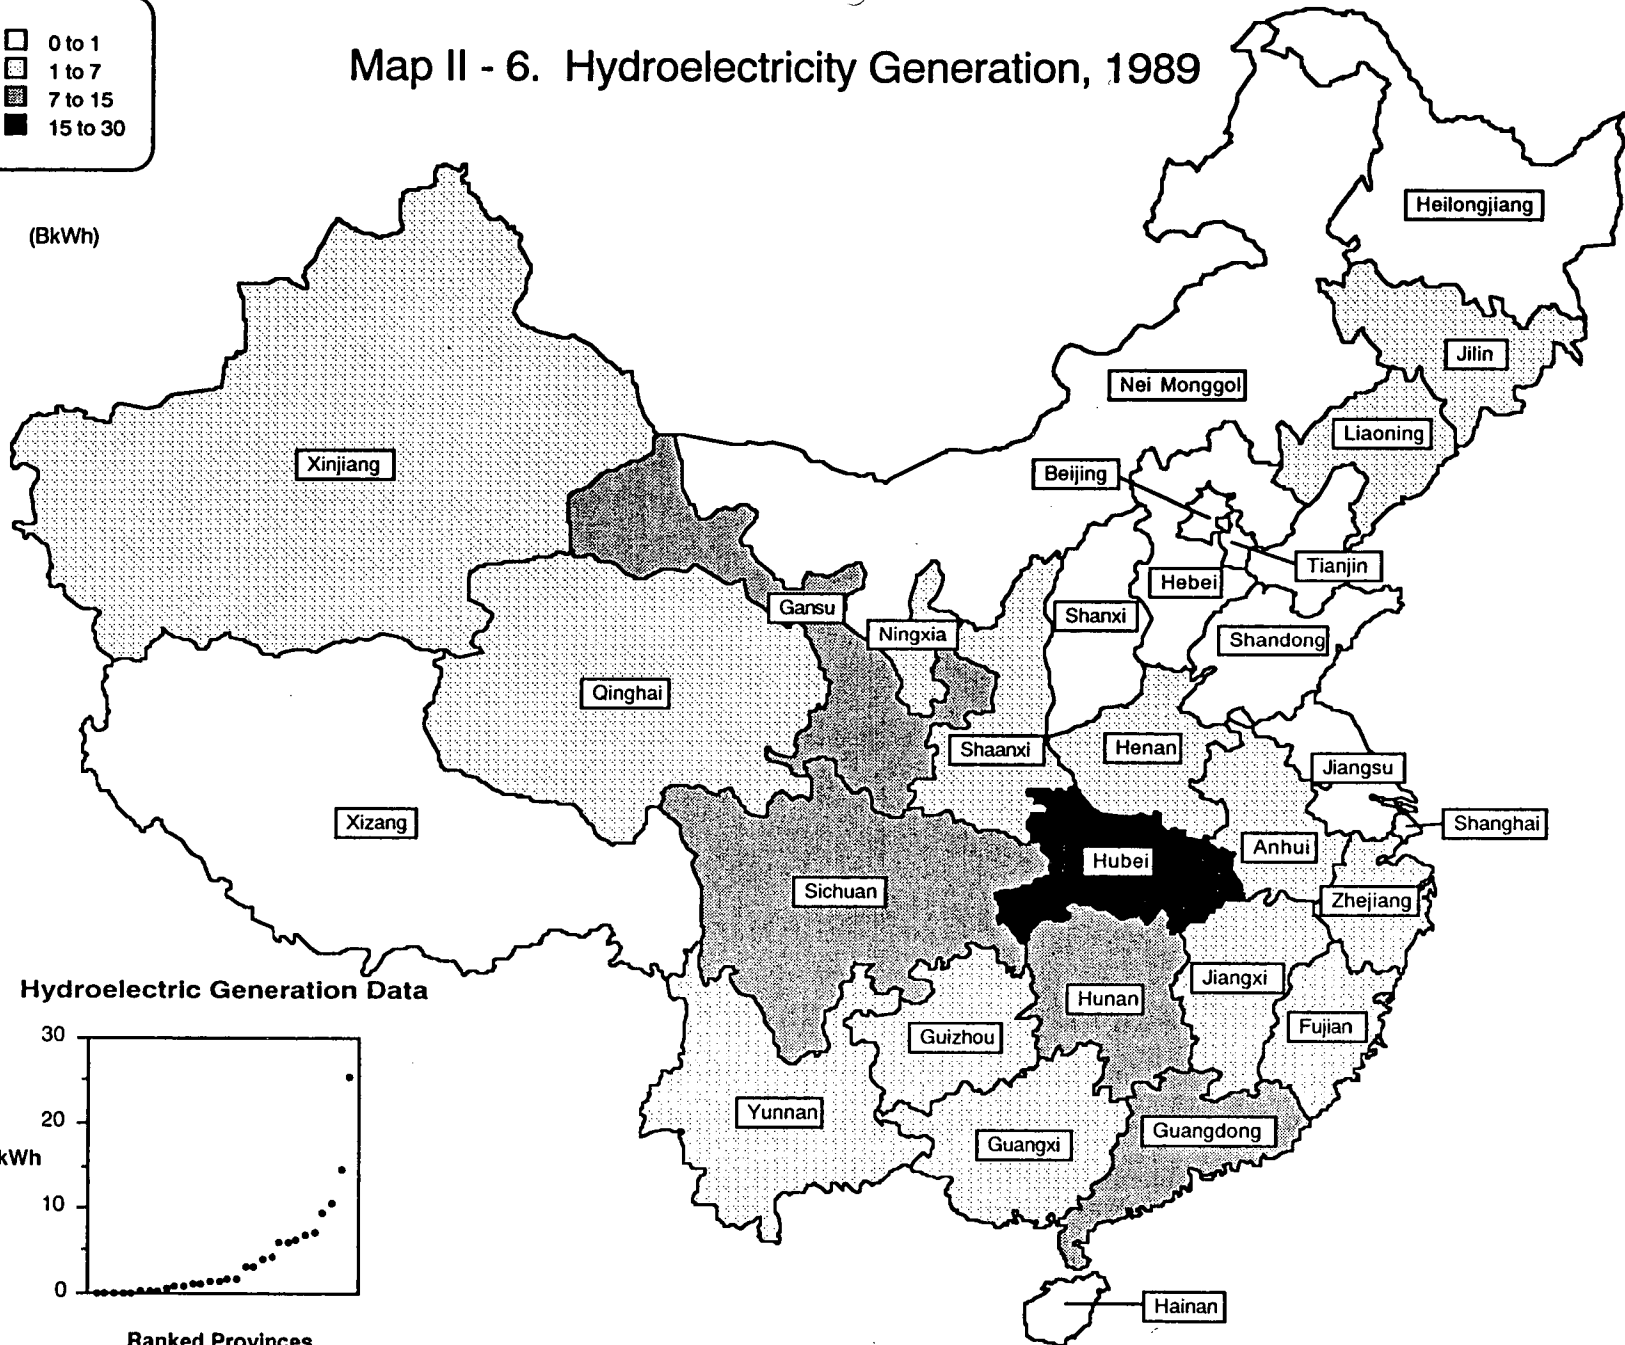 0 to 1
1 to 7
7 to 15
15 to 30
Map II - 6. Hydroelectricity Generation, 1989
(BkWh)
Heilongjiang
Jilin
Nei Monggol
Liaoning
Xinjiang
Beijing
Tianjin
Hebei
Gansu
Shanxi
Ningxia
Shandong
Qinghai
Shaanxi
Henan
Jiangsu
Xizang
Shanghai
Anhui
Hubei
Sichuan
Zhejiang
Jiangxi
Hunan
Fujian
Guizhou
Yunnan
Guangdong
Guangxi
Hainan
Hydroelectric Generation Data
30
20
kWh
10
0
Ranked Provinces